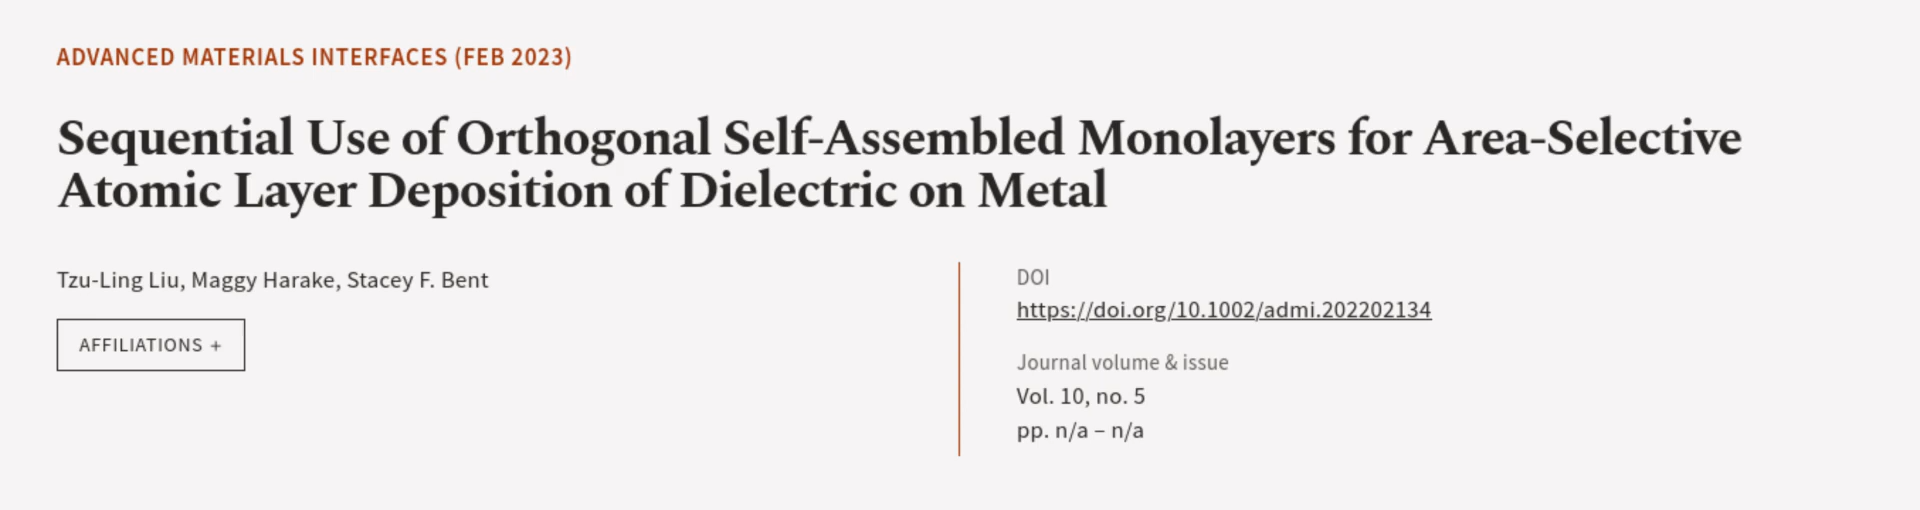 ADVANCED MATERIALS INTERFACES (FEB 2023)
Sequential Use of Orthogonal Self-Assembled Monolayers for Area-Selective
Atomic Layer Deposition of Dielectric on Metal
Tzu-Ling Liu, Maggy Harake, Stacey F. Bent
AFFILIATIONS +
DOI
https://doi.org/10.1002/admi.202202134
Journal volume & issue
Vol. 10, no. 5
pp. n/a – n/a